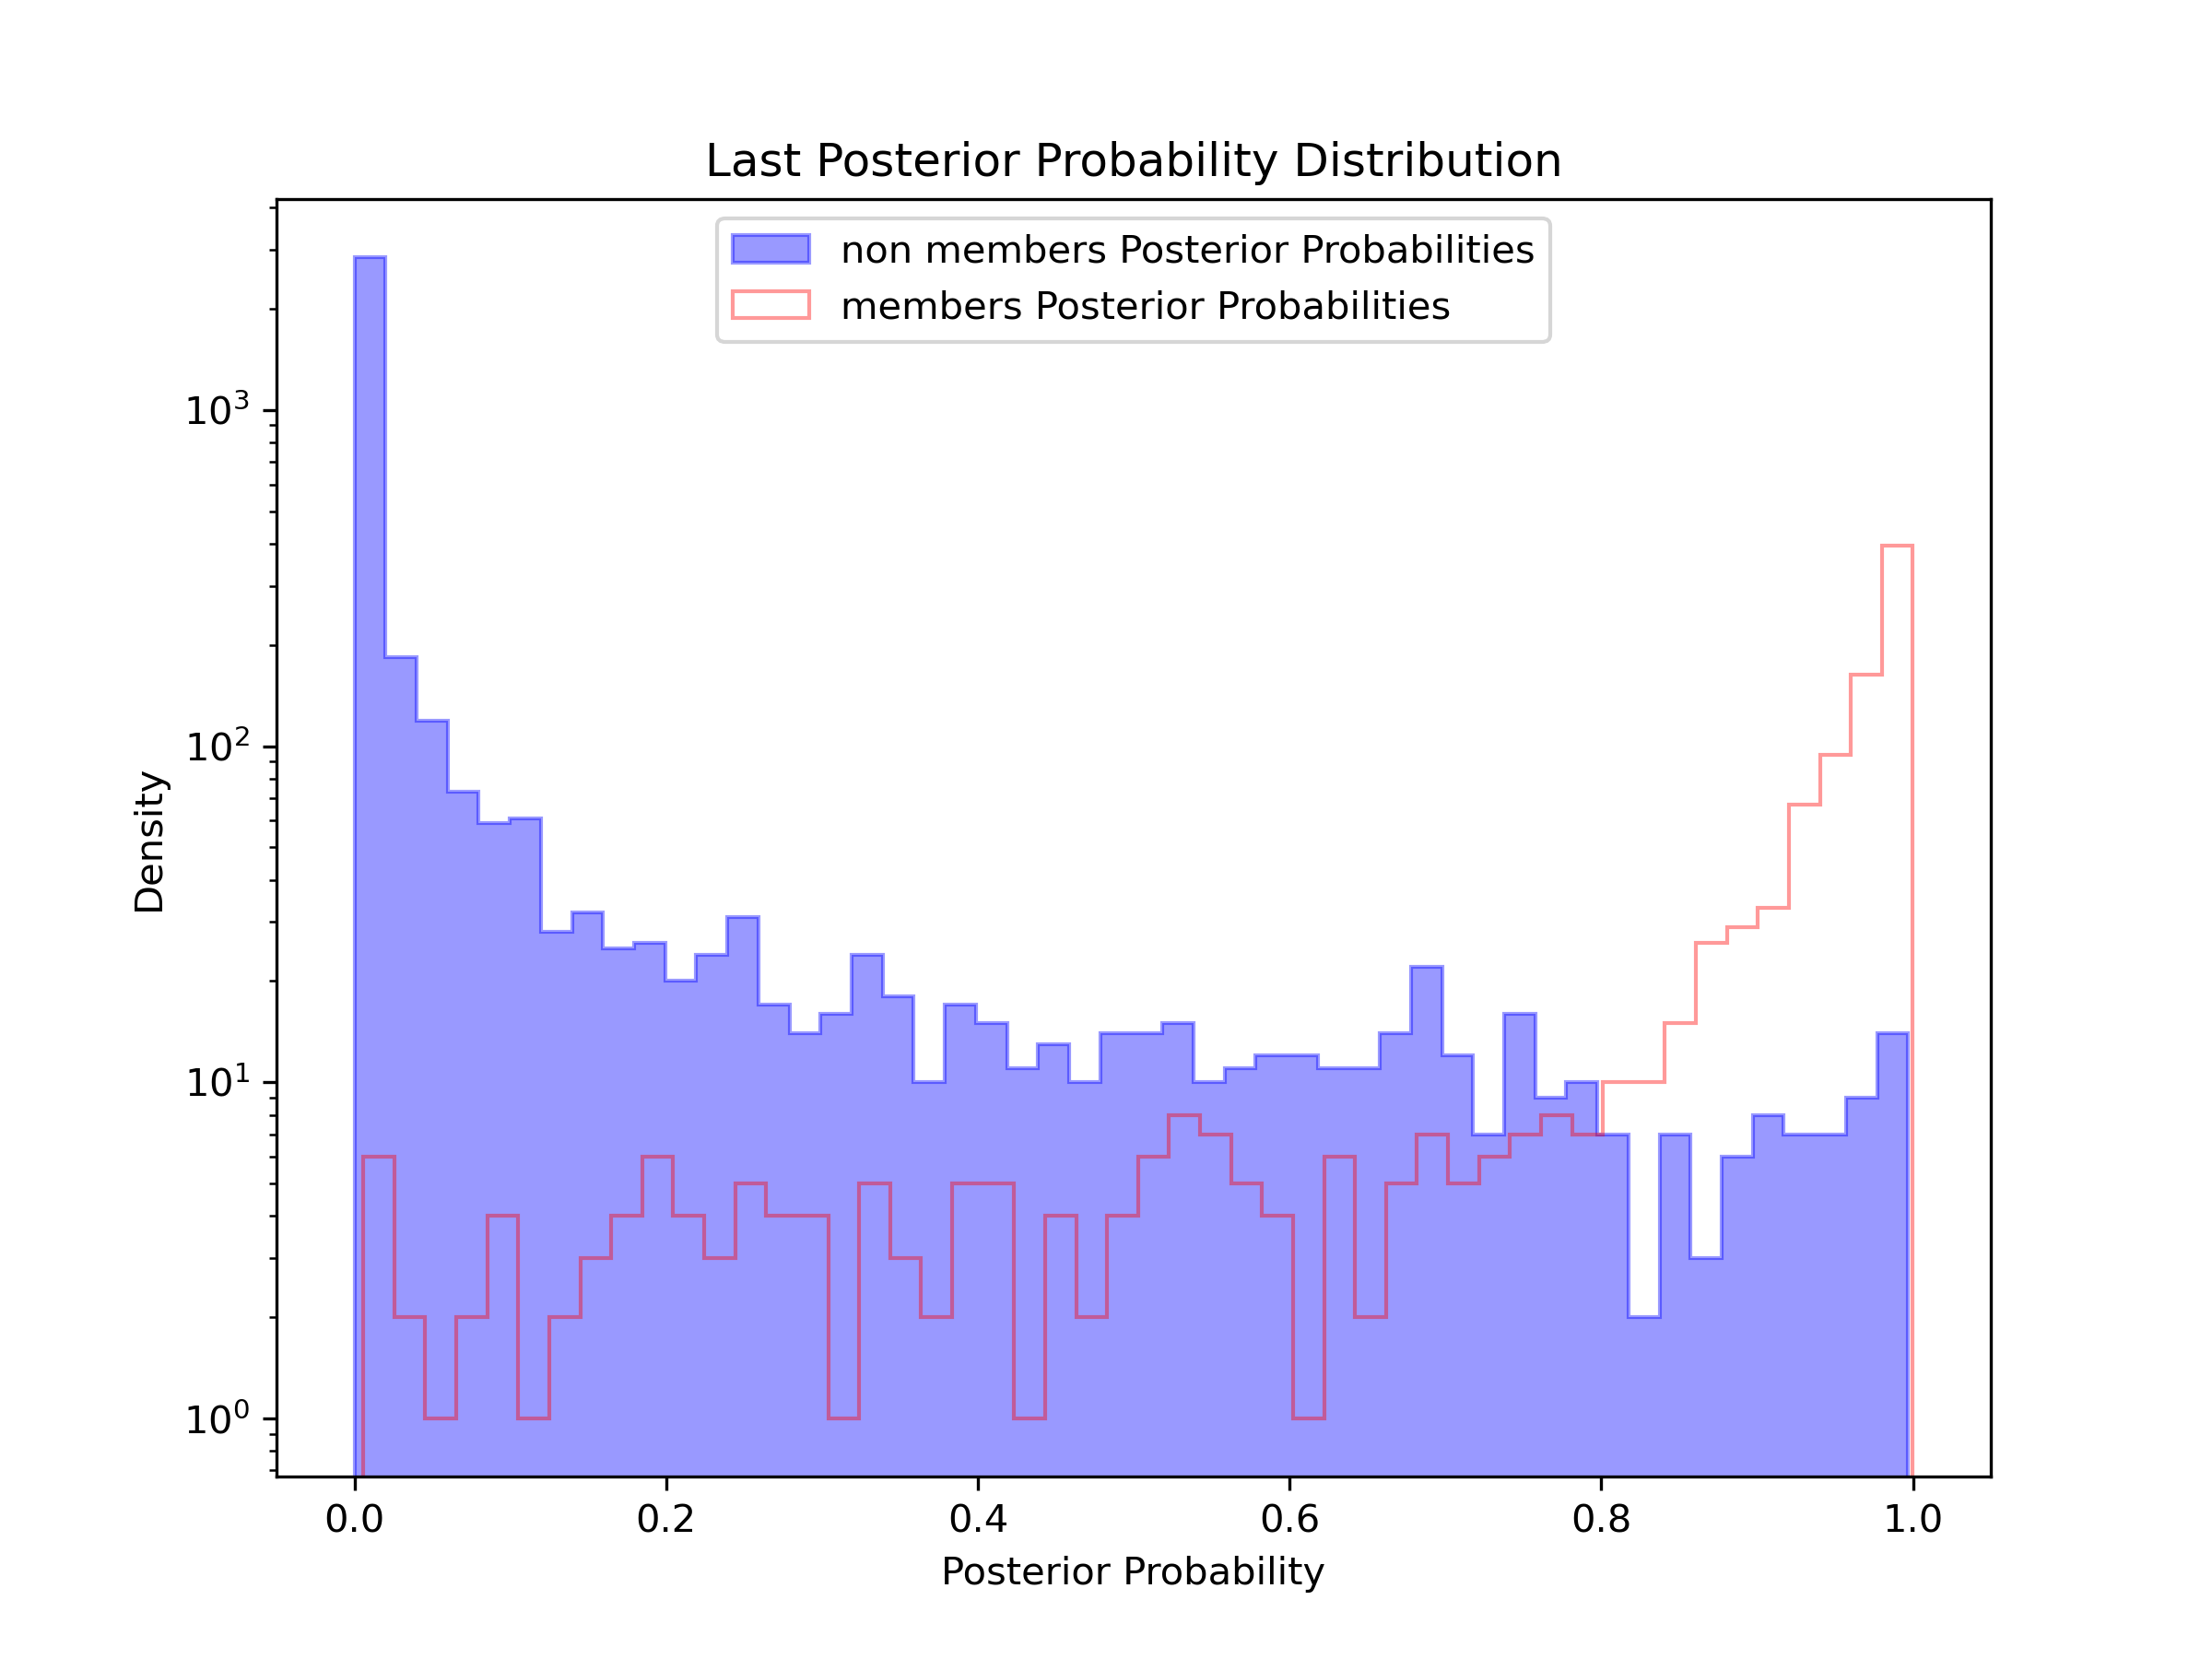 Last Posterior Probability Distribution
non members Posterior Probabilities
members Posterior Probabilities
10³
10²
10¹
10⁰
Density
0.0 0.2 0.4 0.6 0.8 1.0
Posterior Probability